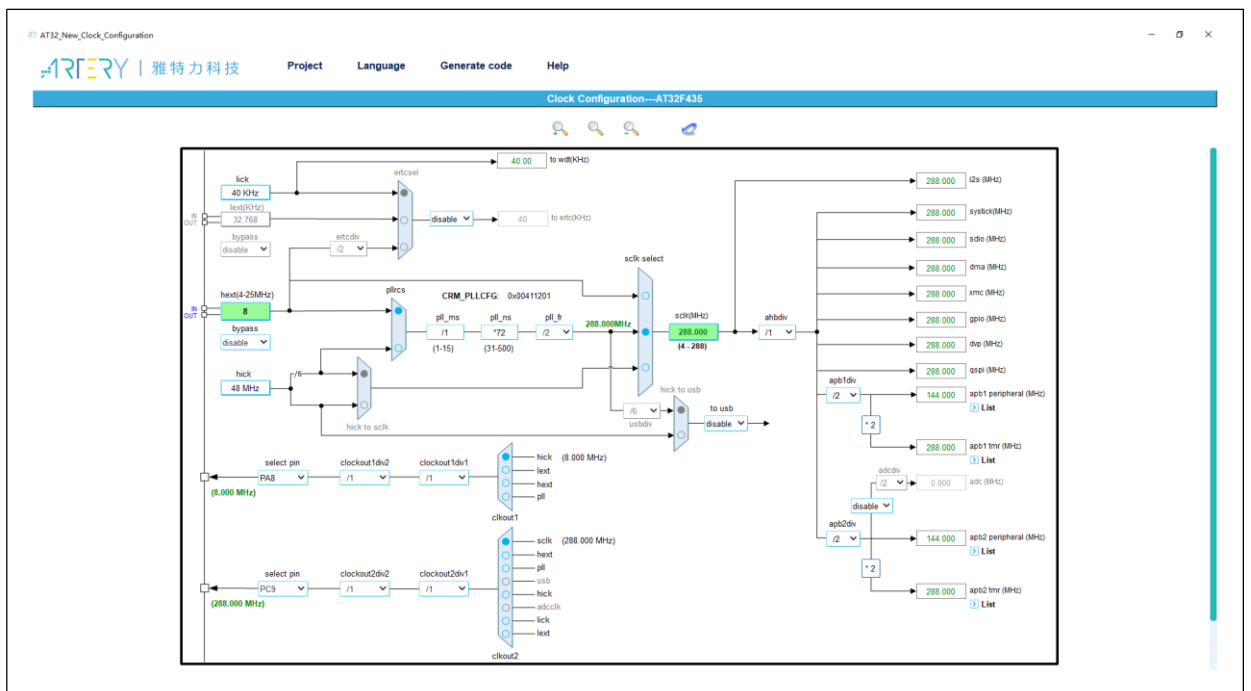 AT32_New_Clock_Configuration
ARTERY | 雅特力科技 Project Language Generate code Help
Clock Configuration---AT32F435
40.00 to wdt(KHz)
lick
40 KHz
ertcsel
288.000 i2s (MHz)
lext(KHz)
IN
OUT
32.768
disable
40 to ertc(KHz)
288.000 systick(MHz)
bypass
disable
ertcdiv
/2
288.000 sdio (MHz)
sclk select
288.000 dma (MHz)
hext(4-25MHz)
pllrcs
CRM_PLLCFG: 0x00411201
288.000 xmc (MHz)
IN
OUT
8
pll_ms pll_ns pll_fr
288.000MHz
sclk(MHz)
ahbdiv
288.000 gpio (MHz)
bypass
disable
/1 *72 /2
288.000
/1
(1-15) (31-500)
(4 - 288)
288.000 dvp (MHz)
hick
48 MHz
/6
288.000 qspi (MHz)
hick to sclk
hick to usb
apb1div
/2
144.000 apb1 peripheral (MHz)
List
/6
usbdiv
to usb
disable
* 2
288.000 apb1 tmr (MHz)
List
select pin clockout1div2 clockout1div1
PA8 /1 /1
(8.000 MHz)
hick (8.000 MHz)
lext
hext
pll
clkout1
adcdiv
/2 0.000 adc (MHz)
disable
apb2div
/2
144.000 apb2 peripheral (MHz)
List
* 2
288.000 apb2 tmr (MHz)
List
select pin clockout2div2 clockout2div1
PC9 /1 /1
(288.000 MHz)
sclk (288.000 MHz)
hext
pll
usb
hick
adcclk
lick
lext
clkout2